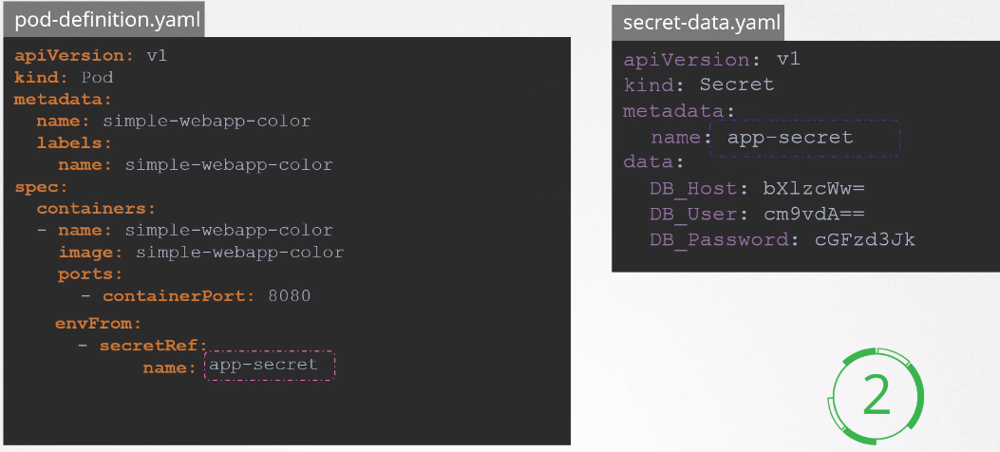 pod-definition.yaml
apiVersion: v1
kind: Pod
metadata:
  name: simple-webapp-color
  labels:
    name: simple-webapp-color
spec:
  containers:
  - name: simple-webapp-color
    image: simple-webapp-color
    ports:
      - containerPort: 8080
    envFrom:
      - secretRef:
            name: app-secret
secret-data.yaml
apiVersion: v1
kind: Secret
metadata:
  name: app-secret
data:
  DB_Host: bXlzcWw=
  DB_User: cm9vdA==
  DB_Password: cGFzd3Jk
2